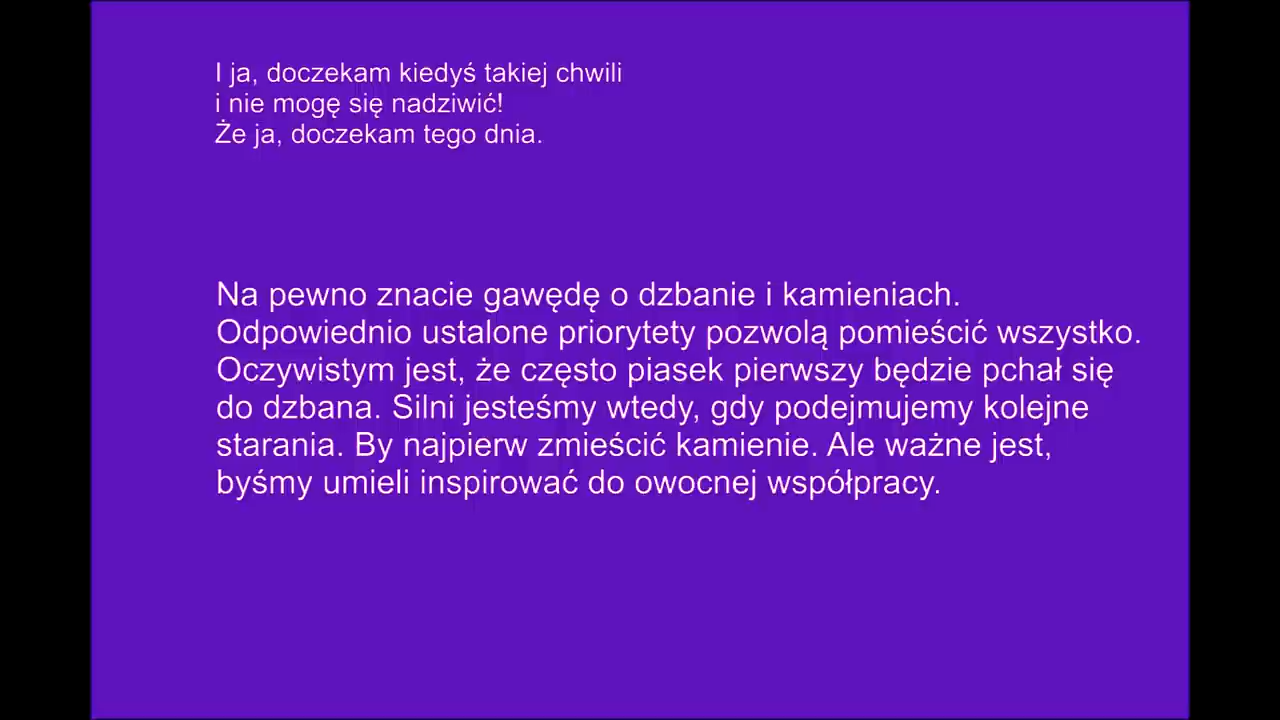 I ja, doczekam kiedyś takiej chwili
i nie mogę się nadziwić!
Że ja, doczekam tego dnia.
Na pewno znacie gawędę o dzbanie i kamieniach.
Odpowiednio ustalone priorytety pozwolą pomieścić wszystko.
Oczywistym jest, że często piasek pierwszy będzie pchał się
do dzbana. Silni jesteśmy wtedy, gdy podejmujemy kolejne
starania. By najpierw zmieścić kamienie. Ale ważne jest,
byśmy umieli inspirować do owocnej współpracy.